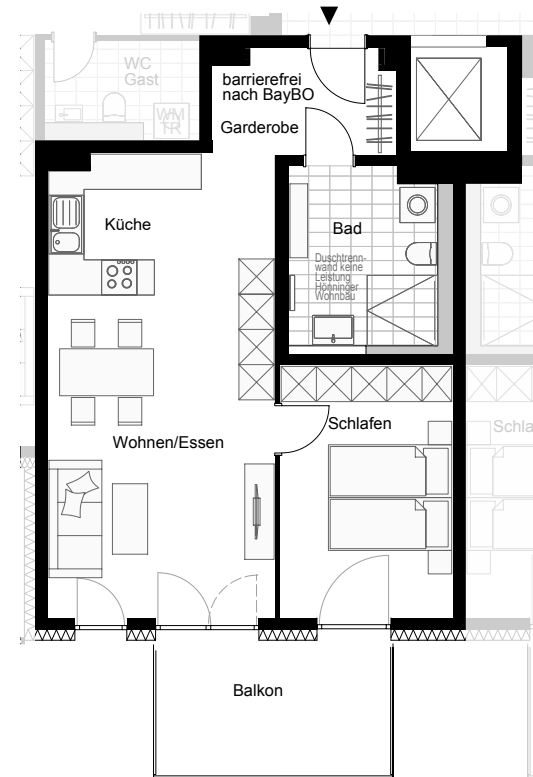 WC
Gast
WM
TR
barrierefrei
nach BayBO
Garderobe
Küche
Bad
Duschtrenn-
wand keine
Leistung
Hönninger
Wohnbau
Schlafen
Schla
Wohnen/Essen
Balkon